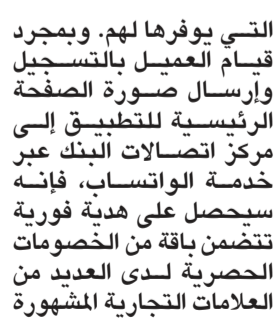 التي يوفرها لهم. وبمجرد
قيام العميل بالتسجيل
وإرسال صورة الصفحة
الرئيسية للتطبيق إلى
مركز اتصالات البنك عبر
خدمة الواتساب، فإنه
سيحصل على هدية فورية
تتضمن باقة من الخصومات
الحصرية لدى العديد من
العلامات التجارية المشهورة